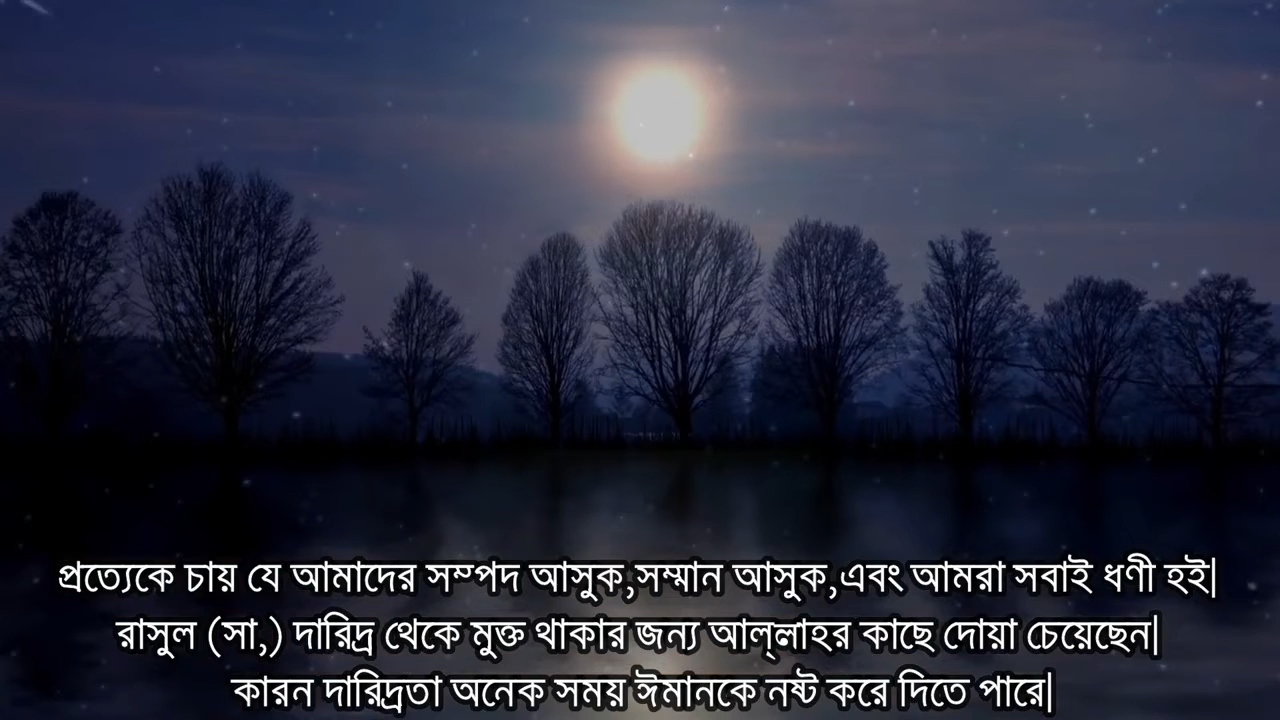 প্রত্যেকে চায় যে আমাদের সম্পদ আসুক,সম্মান আসুক,এবং আমরা সবাই ধণী হই|
রাসুল (সা,) দারিদ্র থেকে মুক্ত থাকার জন্য আল্লাহর কাছে দোয়া চেয়েছেন|
কারন দারিদ্রতা অনেক সময় ঈমানকে নষ্ট করে দিতে পারে|